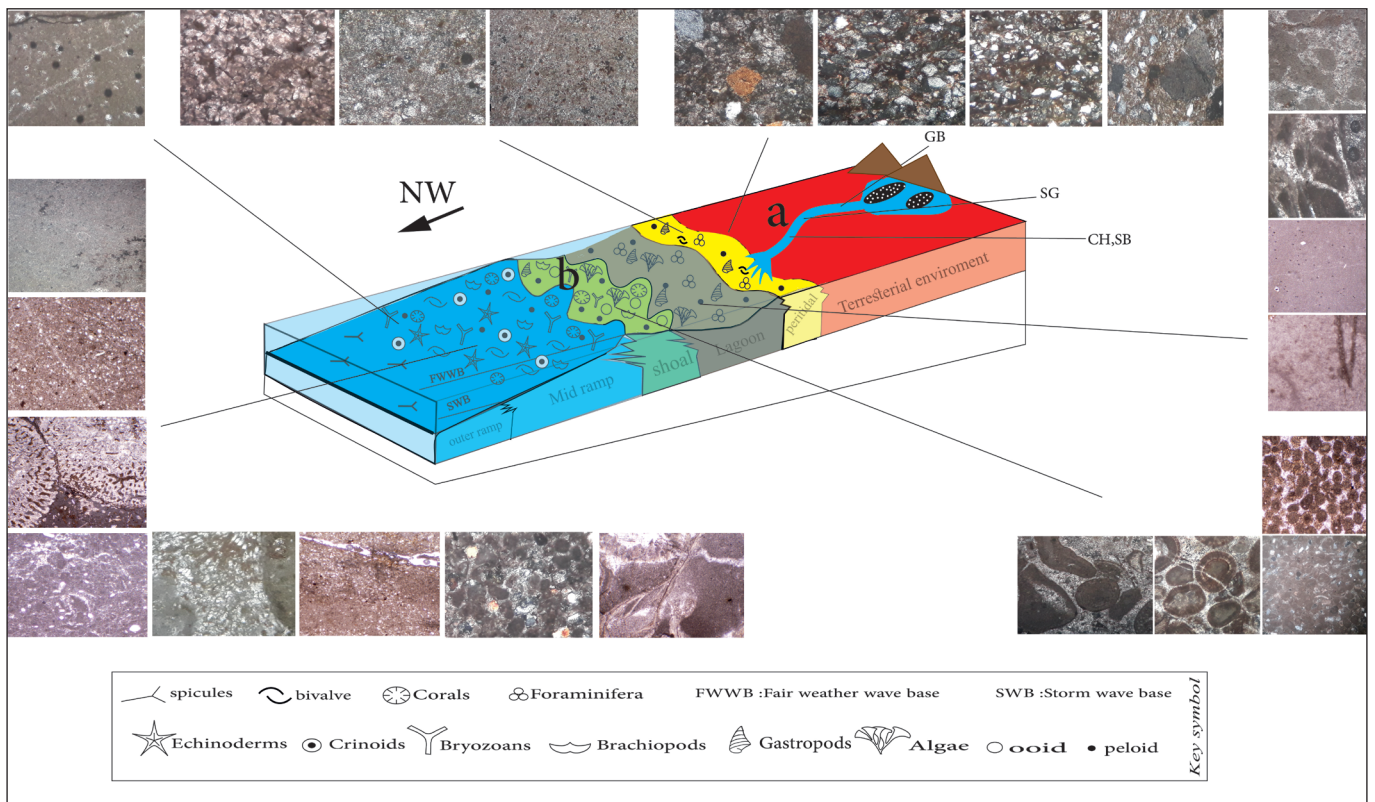 GB
SG
CH,SB
NW
a
b
FWWB
SWB
outer ramp
Mid ramp
shoal
Lagoon
peritidal
Terresterial enviroment
spicules
bivalve
Corals
Foraminifera
FWWB :Fair weather wave base
SWB :Storm wave base
Echinoderms
Crinoids
Bryozoans
Brachiopods
Gastropods
Algae
ooid
peloid
Key symbol